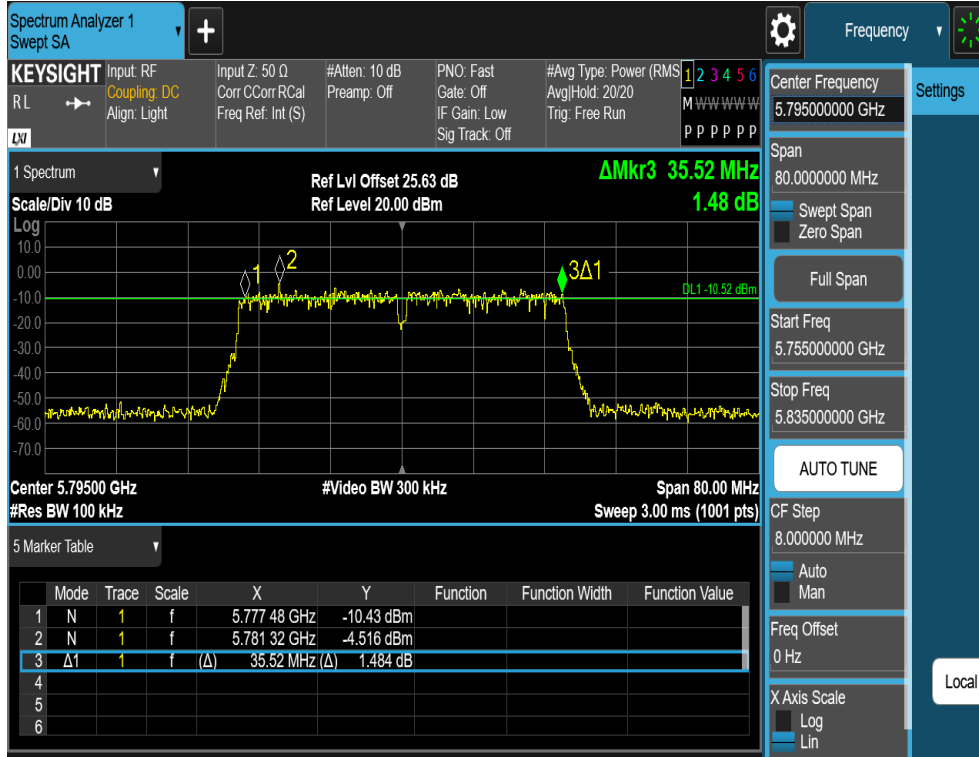 Spectrum Analyzer 1
Swept SA
+
Frequency
KEYSIGHT
RL
LXI
Input: RF
Coupling: DC
Align: Light
Input Z: 50 Ω
Corr CCorr RCal
Freq Ref: Int (S)
#Atten: 10 dB
Preamp: Off
PNO: Fast
Gate: Off
IF Gain: Low
Sig Track: Off
#Avg Type: Power (RMS
Avg|Hold: 20/20
Trig: Free Run
1 2 3 4 5 6
M W W W W W
P P P P P P
Center Frequency
5.795000000 GHz
Settings
1 Spectrum
Scale/Div 10 dB
Ref Lvl Offset 25.63 dB
Ref Level 20.00 dBm
ΔMkr3 35.52 MHz
1.48 dB
Log
10.0
0.00
-10.0
-20.0
-30.0
-40.0
-50.0
-60.0
-70.0
1
2
3Δ1
DL1 -10.52 dBm
Center 5.79500 GHz
#Res BW 100 kHz
#Video BW 300 kHz
Span 80.00 MHz
Sweep 3.00 ms (1001 pts)
Span
80.0000000 MHz
Swept Span
Zero Span
Full Span
Start Freq
5.755000000 GHz
Stop Freq
5.835000000 GHz
AUTO TUNE
CF Step
8.000000 MHz
Auto
Man
Freq Offset
0 Hz
X Axis Scale
Log
Lin
Local
5 Marker Table
Mode Trace Scale X Y Function Function Width Function Value
1 N 1 f 5.777 48 GHz -10.43 dBm
2 N 1 f 5.781 32 GHz -4.516 dBm
3 Δ1 1 f (Δ) 35.52 MHz (Δ) 1.484 dB
4
5
6